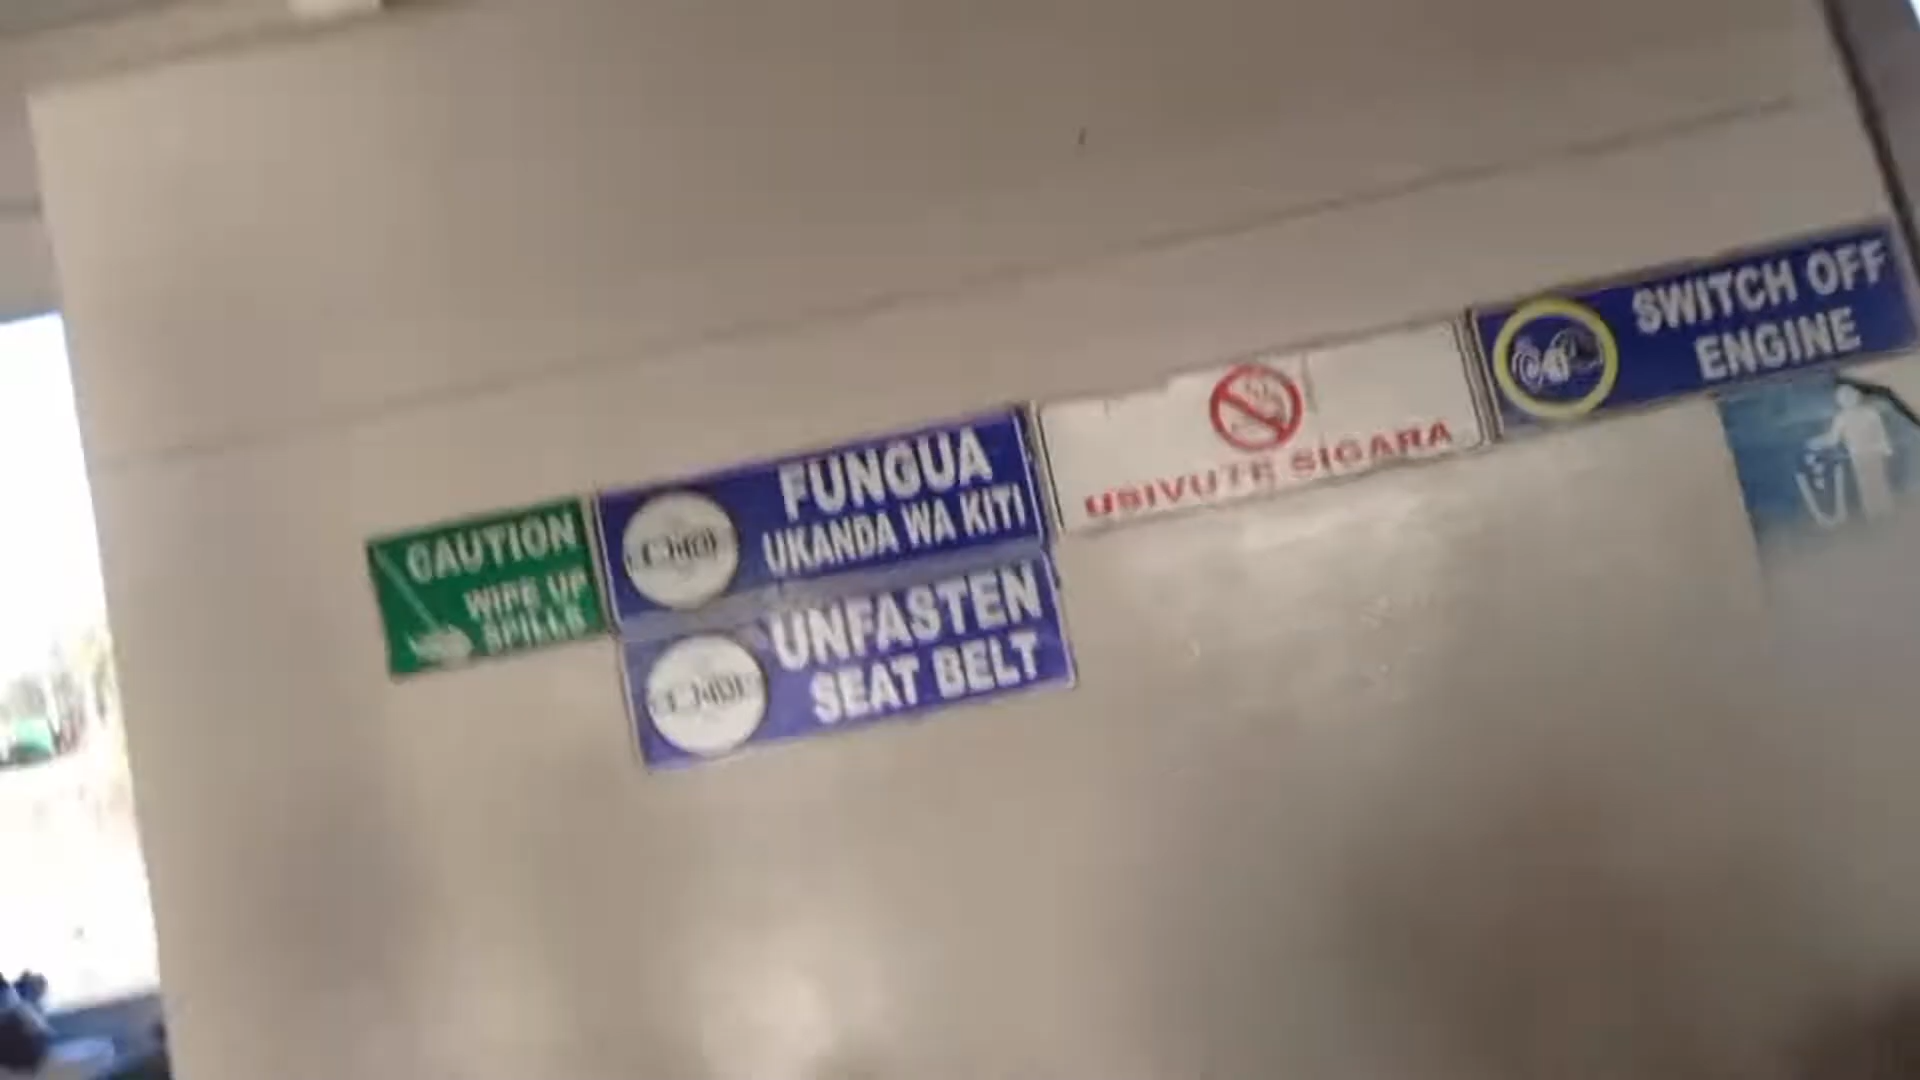 CAUTION
WIPE UP
SPILLS
FUNGUA
UKANDA WA KITI
UNFASTEN
SEAT BELT
USIVUTE SIGARA
SWITCH OFF
ENGINE